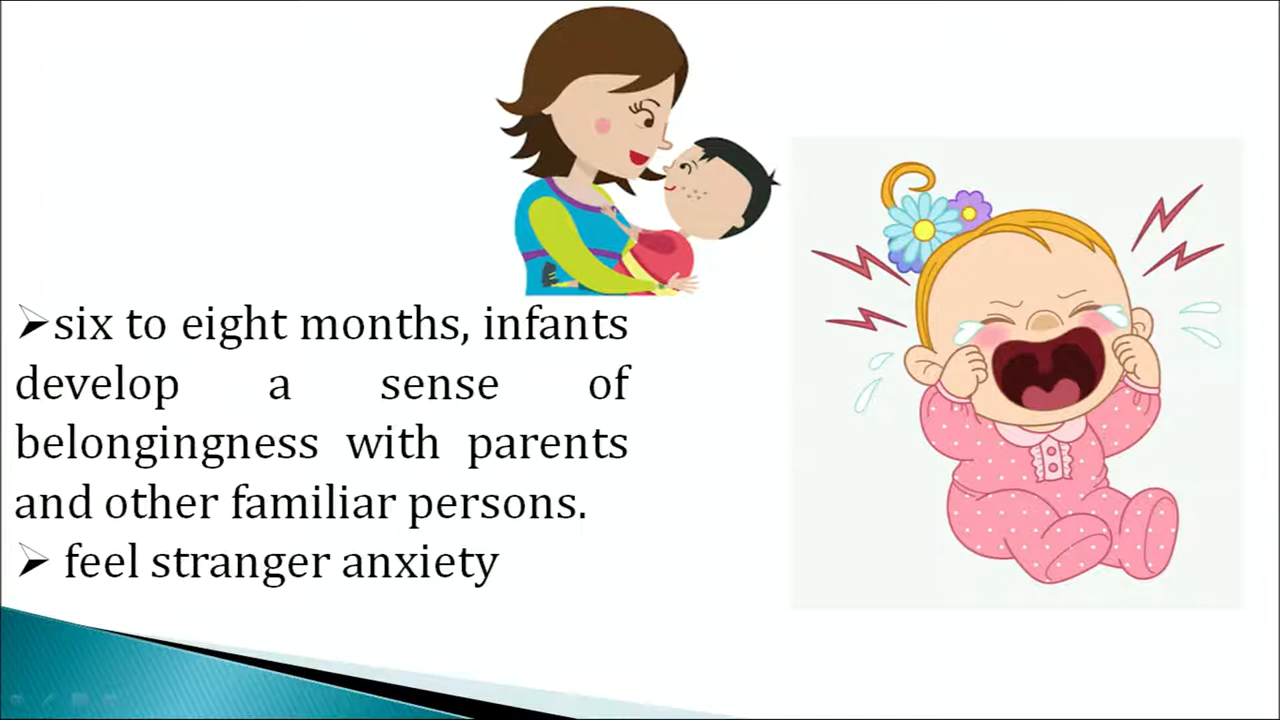 ➢six to eight months, infants
develop a sense of
belongingness with parents
and other familiar persons.
➢ feel stranger anxiety